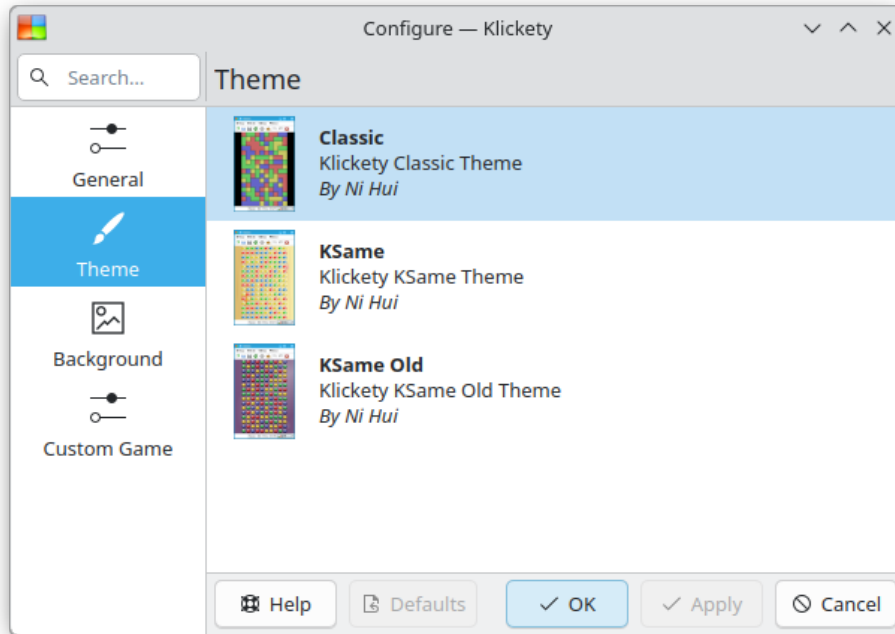 Configure — Klickety
Search...
Theme
General
Theme
Background
Custom Game
Classic
Klickety Classic Theme
By Ni Hui
KSame
Klickety KSame Theme
By Ni Hui
KSame Old
Klickety KSame Old Theme
By Ni Hui
Help
Defaults
OK
Apply
Cancel